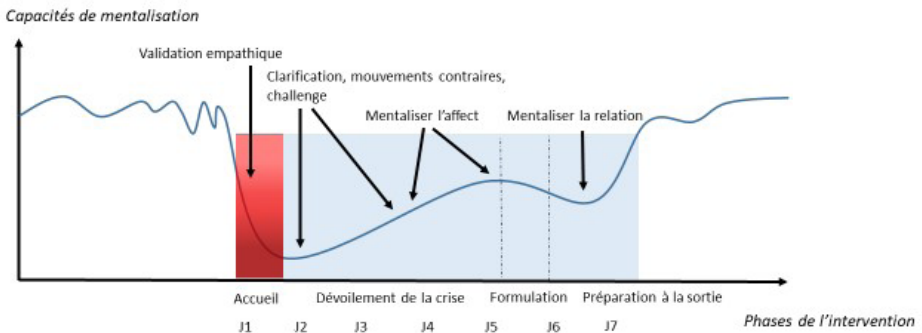 Capacités de mentalisation
Validation empathique
Clarification, mouvements contraires,
challenge
Mentaliser l’affect
Mentaliser la relation
Accueil
Dévoilement de la crise
Formulation
Préparation à la sortie
J1
J2
J3
J4
J5
J6
J7
Phases de l’intervention